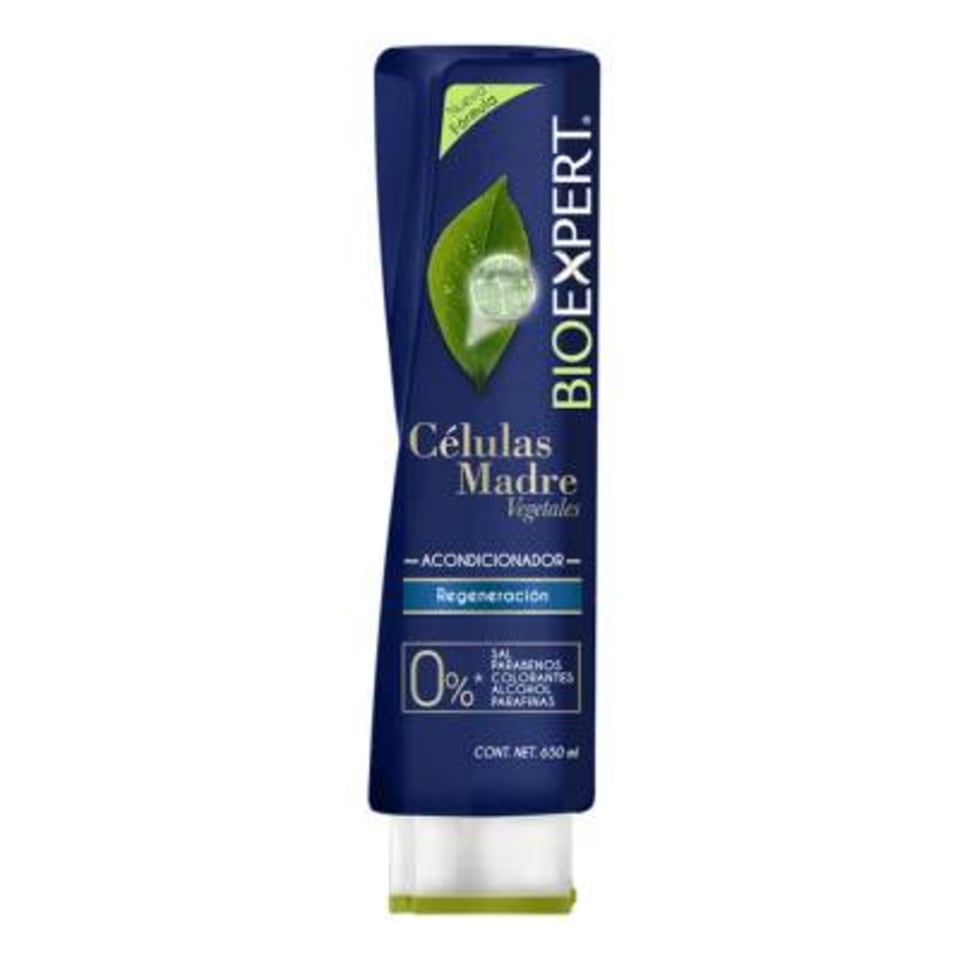 Nueva
Fórmula
BIOEXPERT®
Células
Madre
Vegetales
ACONDICIONADOR
Regeneración
0%*
SAL
PARABENOS
COLORANTES
ALCOHOL
PARAFINAS
CONT. NET. 650 ml